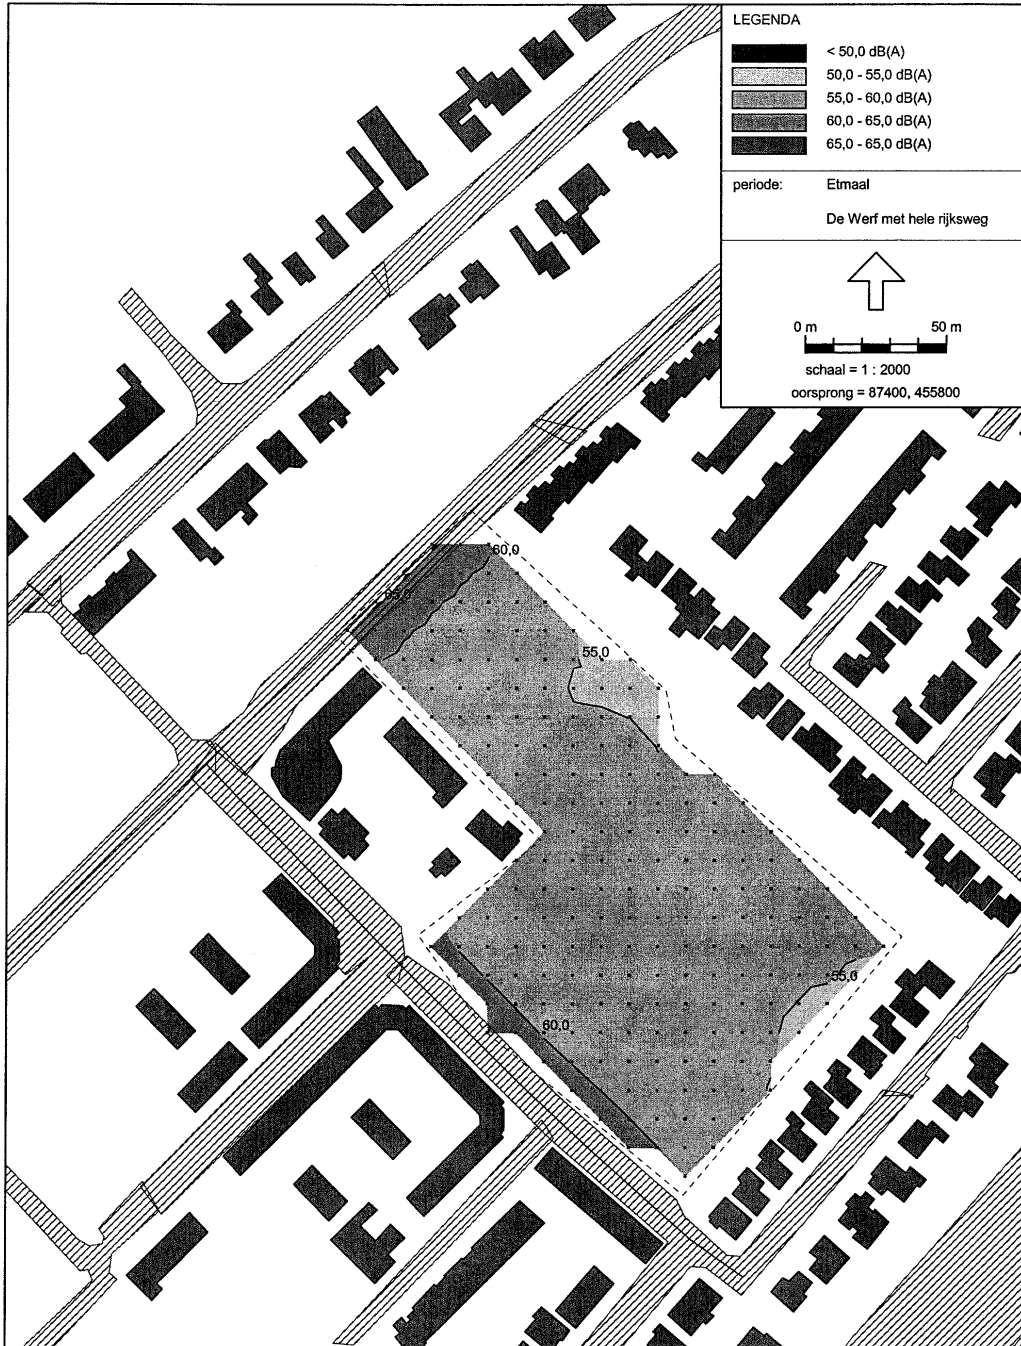 LEGENDA
< 50,0 dB(A)
50,0 - 55,0 dB(A)
55,0 - 60,0 dB(A)
60,0 - 65,0 dB(A)
65,0 - 65,0 dB(A)
periode: Etmaal
De Werf met hele rijksweg
0 m 50 m
schaal = 1 : 2000
oorsprong = 87400, 455800
60,0
65,0
55,0
55,0
60,0